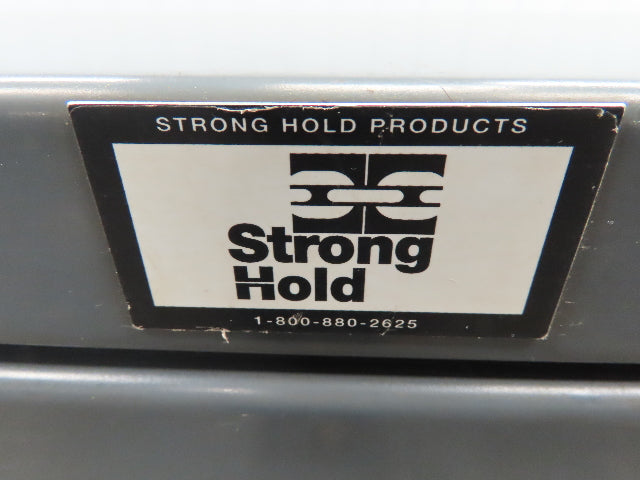 STRONG HOLD PRODUCTS
Strong
Hold
1-800-880-2625